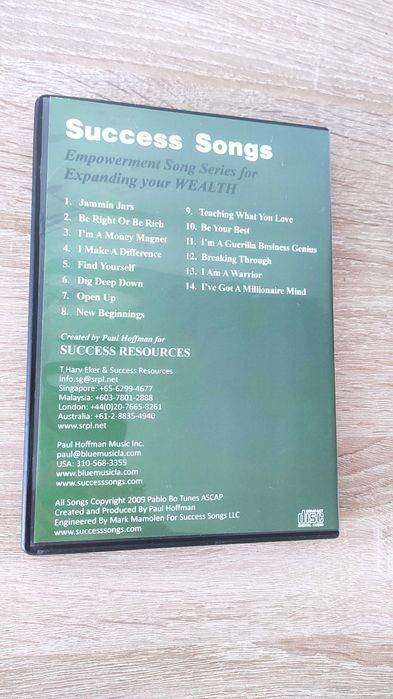 Success Songs
Empowerment Song Series for
Expanding your WEALTH
1. Jammin Jars
2. Be Right Or Be Rich
3. I'm A Money Magnet
4. I Make A Difference
5. Find Yourself
6. Dig Deep Down
7. Open Up
8. New Beginnings
9. Teaching What You Love
10. Be Your Best
11. I'm A Guerilla Business Genius
12. Breaking Through
13. I Am A Warrior
14. I've Got A Millionaire Mind
Created by Paul Hoffman for
SUCCESS RESOURCES
T.Harv Eker & Success Resources
info.sg@srpl.net
Singapore: +65-6299-4677
Malaysia: +603-7801-2888
London: +44(0)20-7665-8261
Australia: +61-2-8835-4940
www.srpl.net
Paul Hoffman Music Inc.
paul@bluemusicla.com
USA: 310-568-3355
www.bluemusicla.com
www.successsongs.com
All Songs Copyright 2009 Pablo Bo Tunes ASCAP
Created and Produced By Paul Hoffman
Engineered By Mark Mamolen For Success Songs LLC
www.successsongs.com
COMPACT
disc
DIGITAL AUDIO